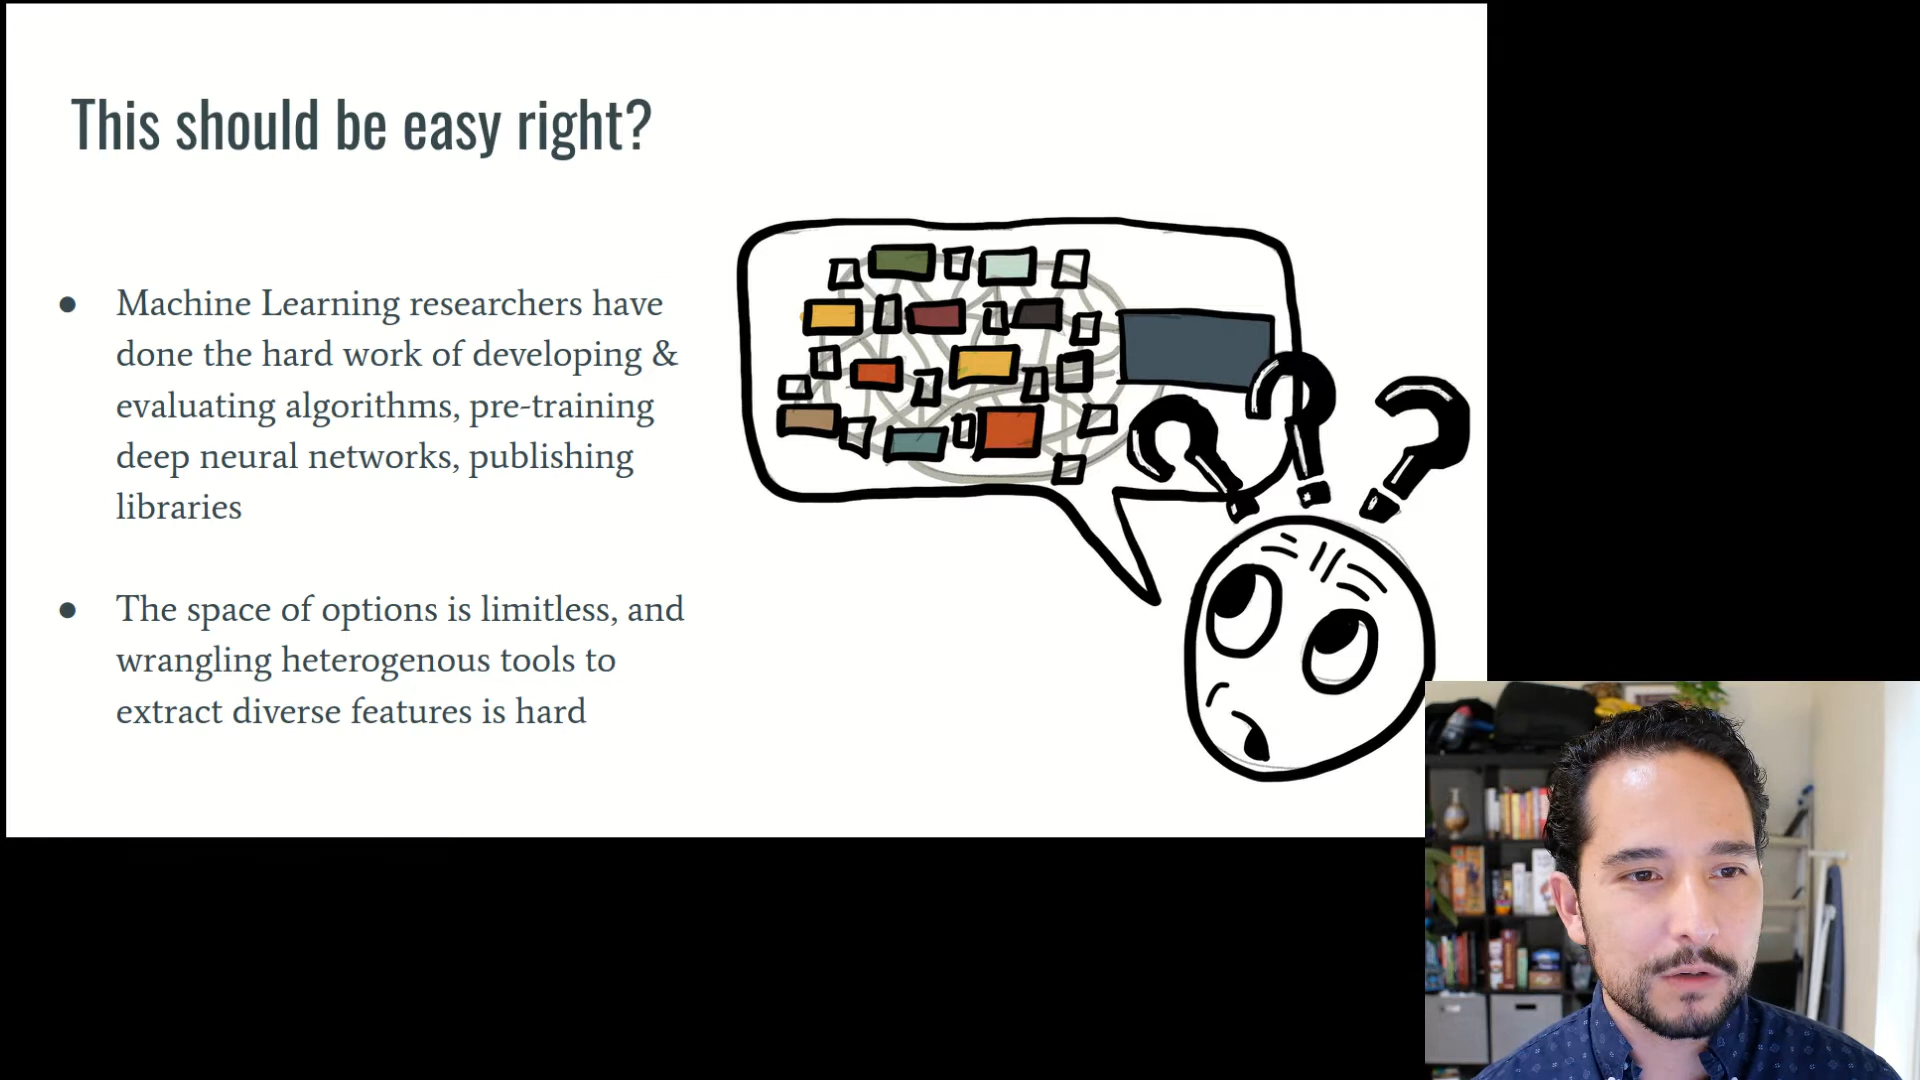 This should be easy right?
● Machine Learning researchers have
done the hard work of developing &
evaluating algorithms, pre-training
deep neural networks, publishing
libraries
● The space of options is limitless, and
wrangling heterogenous tools to
extract diverse features is hard
? ? ?